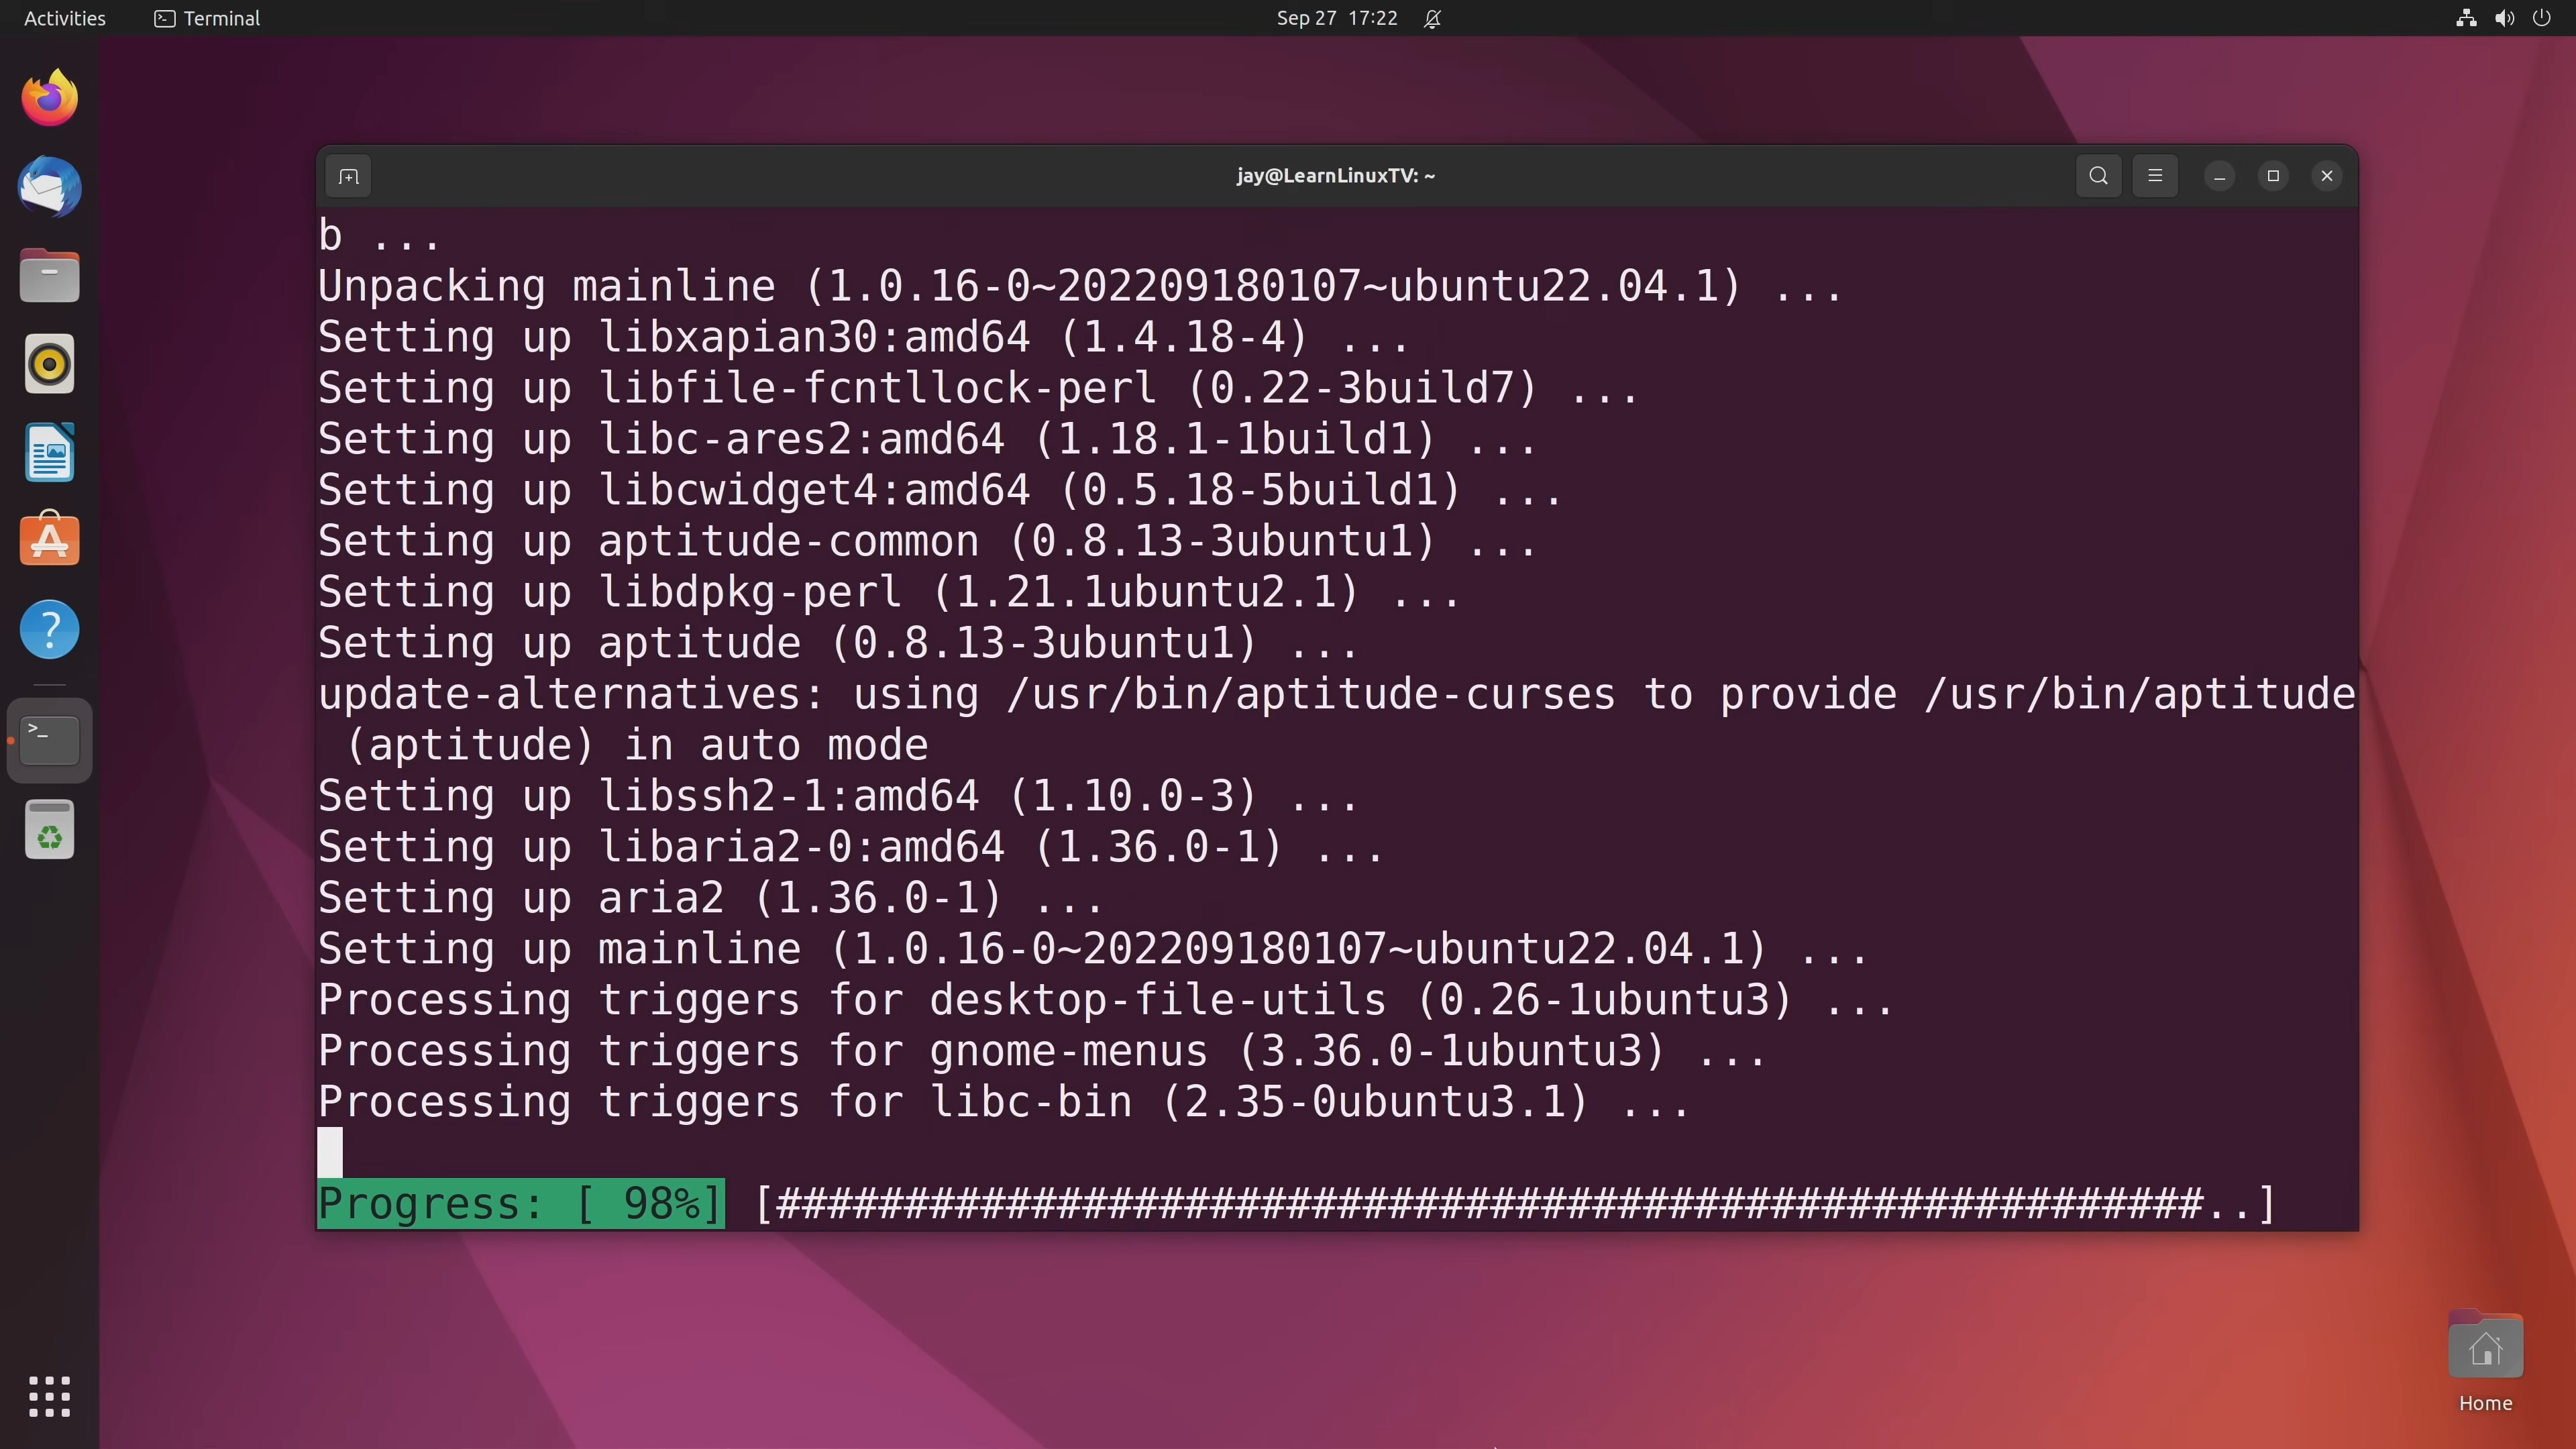 Activities Terminal Sep 27 17:22
jay@LearnLinuxTV: ~
b ...
Unpacking mainline (1.0.16-0~202209180107~ubuntu22.04.1) ...
Setting up libxapian30:amd64 (1.4.18-4) ...
Setting up libfile-fcntllock-perl (0.22-3build7) ...
Setting up libc-ares2:amd64 (1.18.1-1build1) ...
Setting up libcwidget4:amd64 (0.5.18-5build1) ...
Setting up aptitude-common (0.8.13-3ubuntu1) ...
Setting up libdpkg-perl (1.21.1ubuntu2.1) ...
Setting up aptitude (0.8.13-3ubuntu1) ...
update-alternatives: using /usr/bin/aptitude-curses to provide /usr/bin/aptitude
 (aptitude) in auto mode
Setting up libssh2-1:amd64 (1.10.0-3) ...
Setting up libaria2-0:amd64 (1.36.0-1) ...
Setting up aria2 (1.36.0-1) ...
Setting up mainline (1.0.16-0~202209180107~ubuntu22.04.1) ...
Processing triggers for desktop-file-utils (0.26-1ubuntu3) ...
Processing triggers for gnome-menus (3.36.0-1ubuntu3) ...
Processing triggers for libc-bin (2.35-0ubuntu3.1) ...
Progress: [ 98%] [########################################################..]
Home